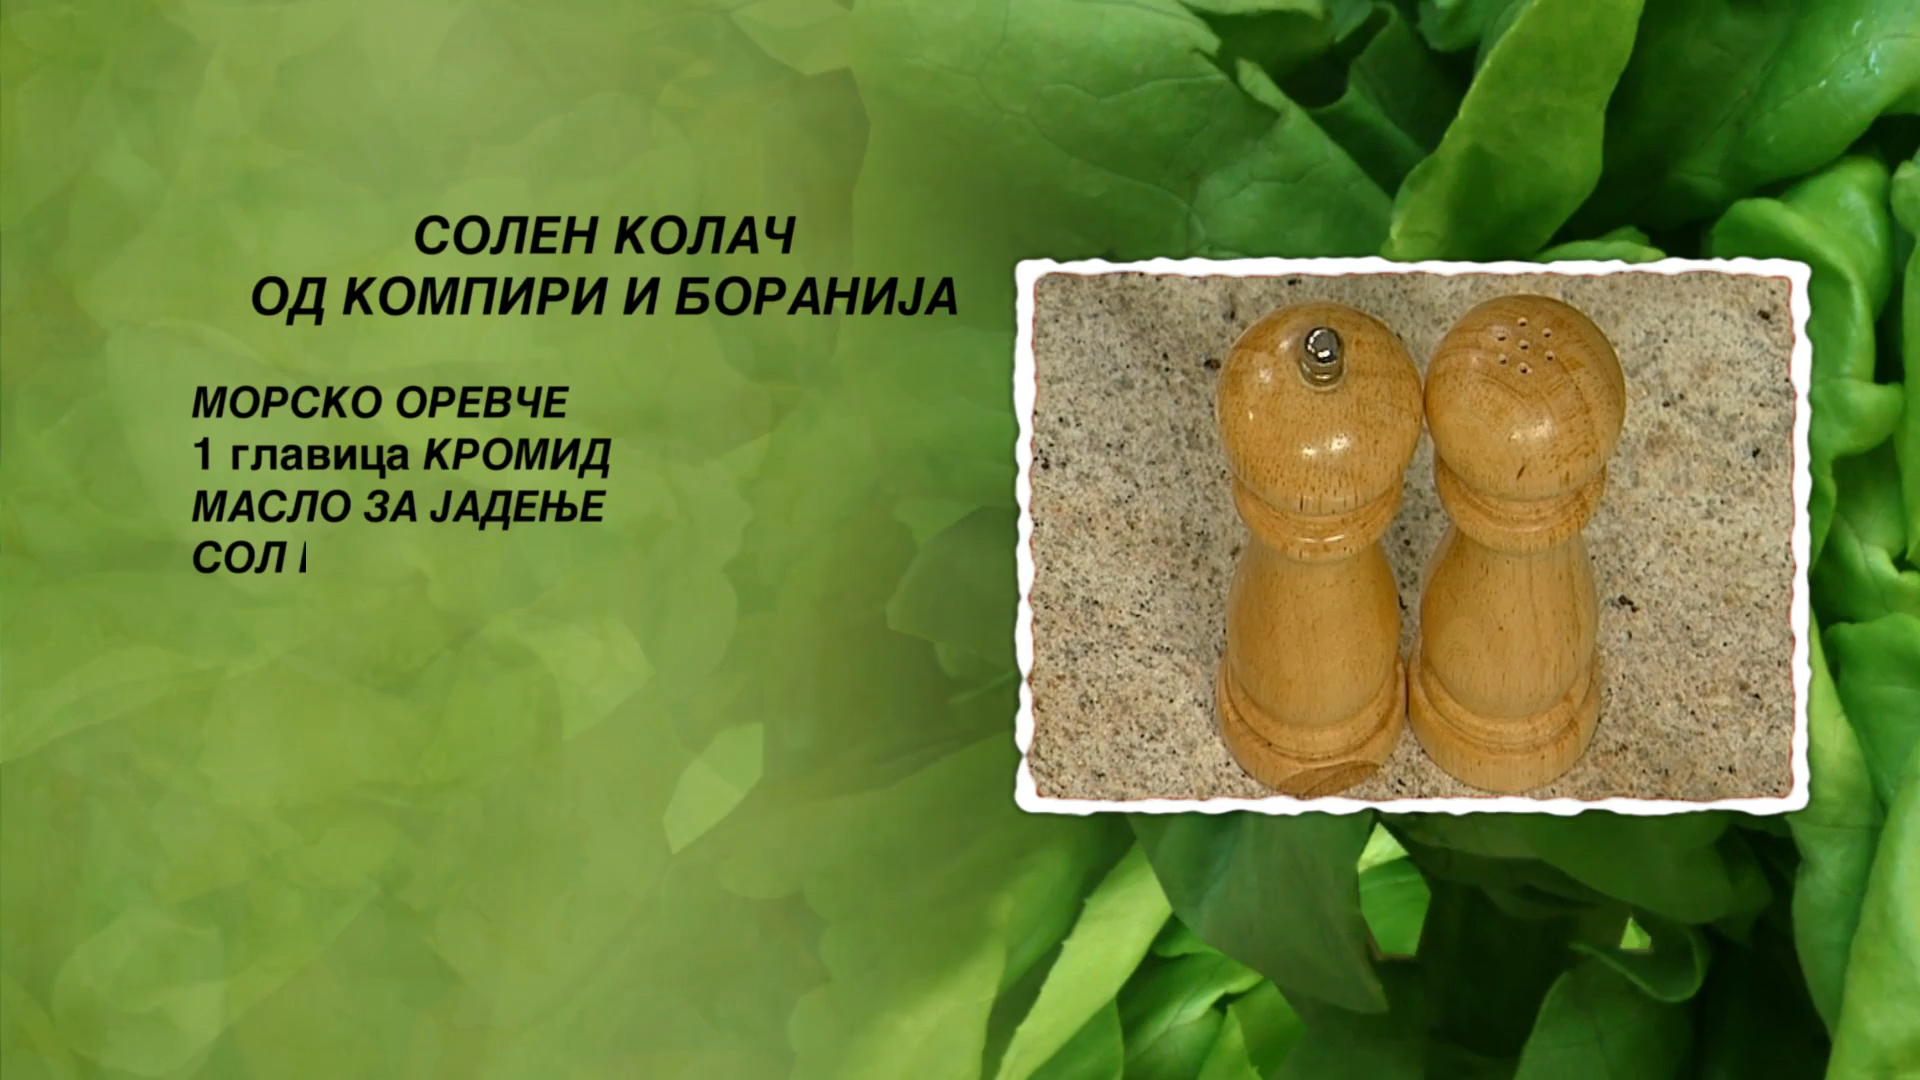 СОЛЕН КОЛАЧ
ОД КОМПИРИ И БОРАНИЈА
МОРСКО ОРЕВЧЕ
1 главица КРОМИД
МАСЛО ЗА ЈАДЕЊЕ
СОЛ